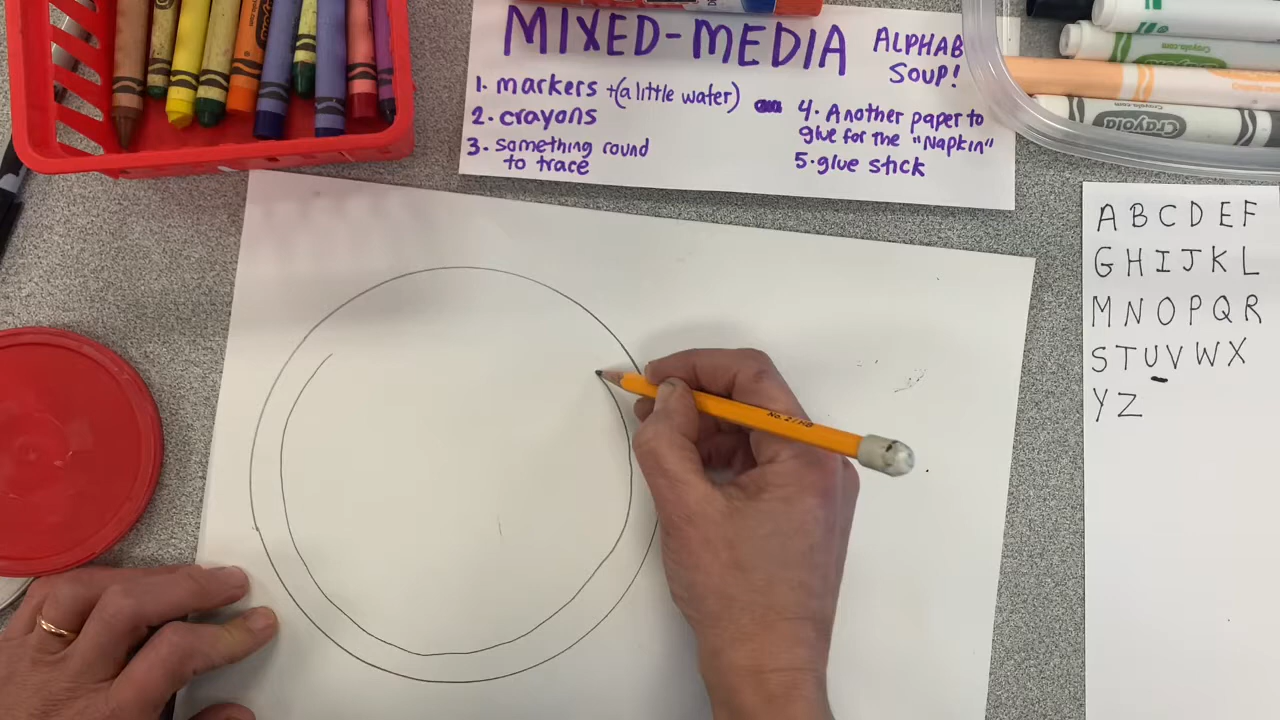 MIXED-MEDIA
ALPHAB
SOUP!
1. markers +(a little water)
2. crayons
3. something round
to trace
4. Another paper to
glue for the "Napkin"
5. glue stick
Crayola.com
Crayola
No. 2/HB
A B C D E F
G H I J K L
M N O P Q R
S T U V W X
Y Z